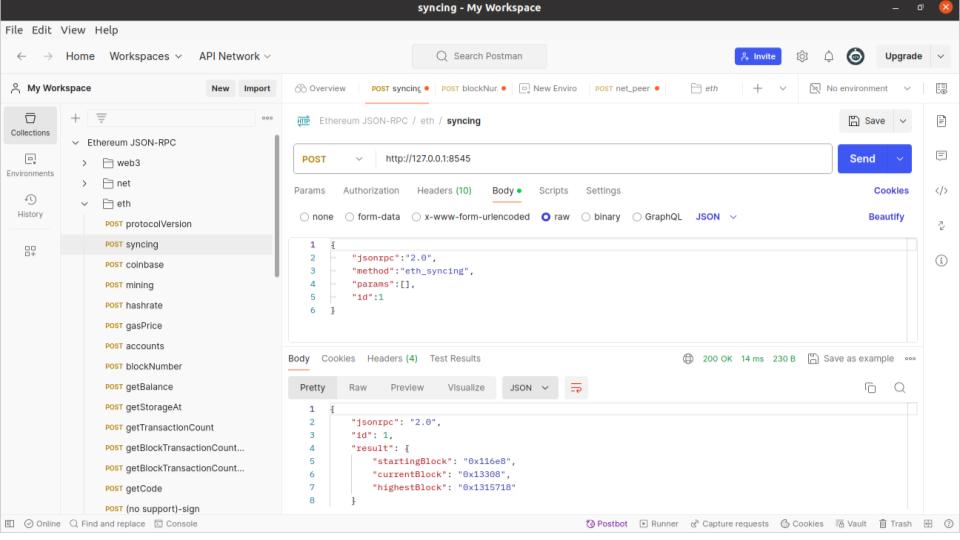 syncing - My Workspace
File Edit View Help
Home Workspaces API Network Search Postman Invite Upgrade
My Workspace New Import
Overview POST syncing POST blockNur New Enviro POST net_peer eth No environment
Collections
Environments
History
Ethereum JSON-RPC
web3
net
eth
POST protocolVersion
POST syncing
POST coinbase
POST mining
POST hashrate
POST gasPrice
POST accounts
POST blockNumber
POST getBalance
POST getStorageAt
POST getTransactionCount
POST getBlockTransactionCount...
POST getBlockTransactionCount...
POST getCode
POST (no support)-sign
HTTP Ethereum JSON-RPC / eth / syncing Save
POST http://127.0.0.1:8545 Send
Params Authorization Headers (10) Body Scripts Settings Cookies
none form-data x-www-form-urlencoded raw binary GraphQL JSON Beautify
1 {
2 "jsonrpc":"2.0",
3 "method":"eth_syncing",
4 "params":[],
5 "id":1
6 }
Body Cookies Headers (4) Test Results 200 OK 14 ms 230 B Save as example
Pretty Raw Preview Visualize JSON
1 {
2 "jsonrpc": "2.0",
3 "id": 1,
4 "result": {
5 "startingBlock": "0x116e8",
6 "currentBlock": "0x13308",
7 "highestBlock": "0x1315718"
8 }
Online Find and replace Console Postbot Runner Capture requests Cookies Vault Trash